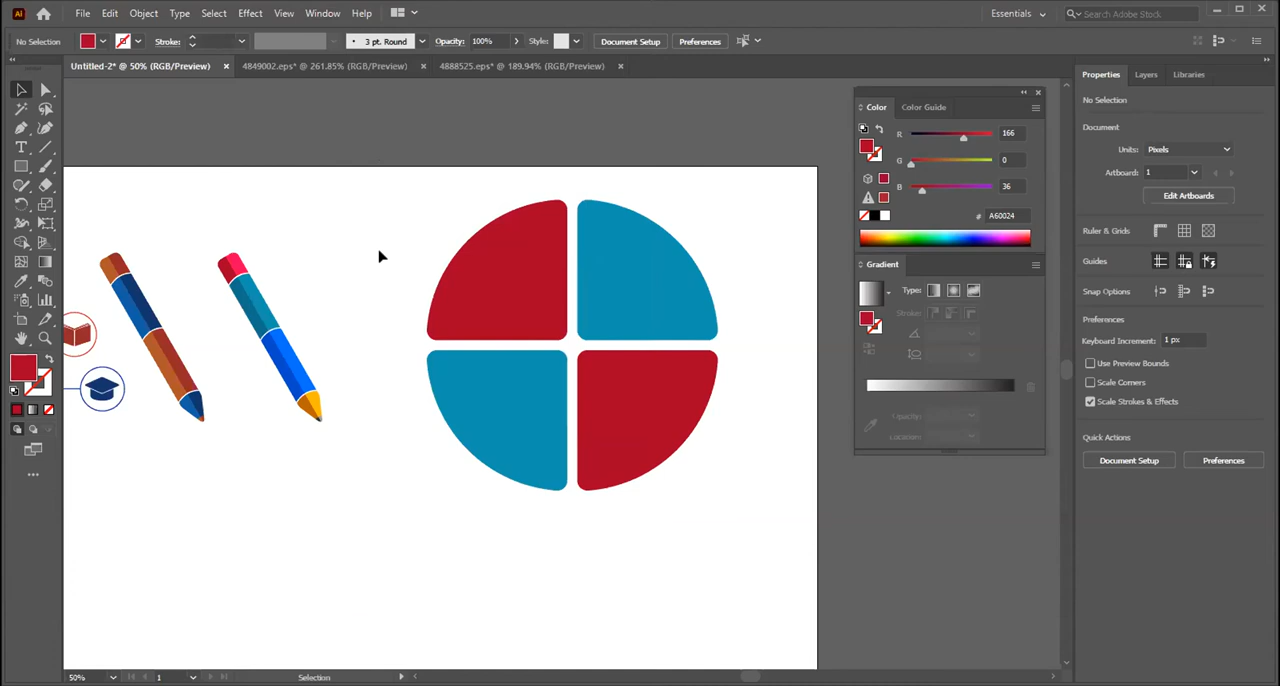 Ai File Edit Object Type Select Effect View Window Help Essentials Search Adobe Stock
No Selection Stroke: 3 pt. Round Opacity: 100% Style: Document Setup Preferences
Untitled-2* @ 50% (RGB/Preview) 4849002.eps* @ 261.85% (RGB/Preview) 4888525.eps* @ 189.94% (RGB/Preview)
Color Color Guide
R 166
G 0
B 36
# A60024
Gradient
Type:
Stroke:
Opacity:
Location:
Properties Layers Libraries
No Selection
Document
Units: Pixels
Artboard: 1
Edit Artboards
Ruler & Grids
Guides
Snap Options
Preferences
Keyboard Increment: 1 px
Use Preview Bounds
Scale Corners
Scale Strokes & Effects
Quick Actions
Document Setup Preferences
50% 1 Selection